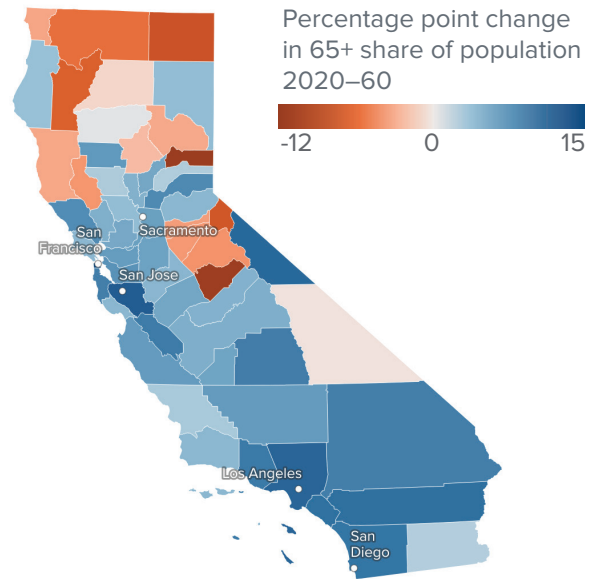 Percentage point change
in 65+ share of population
2020–60
-12 0 15
Sacramento
San
Francisco
San Jose
Los Angeles
San
Diego